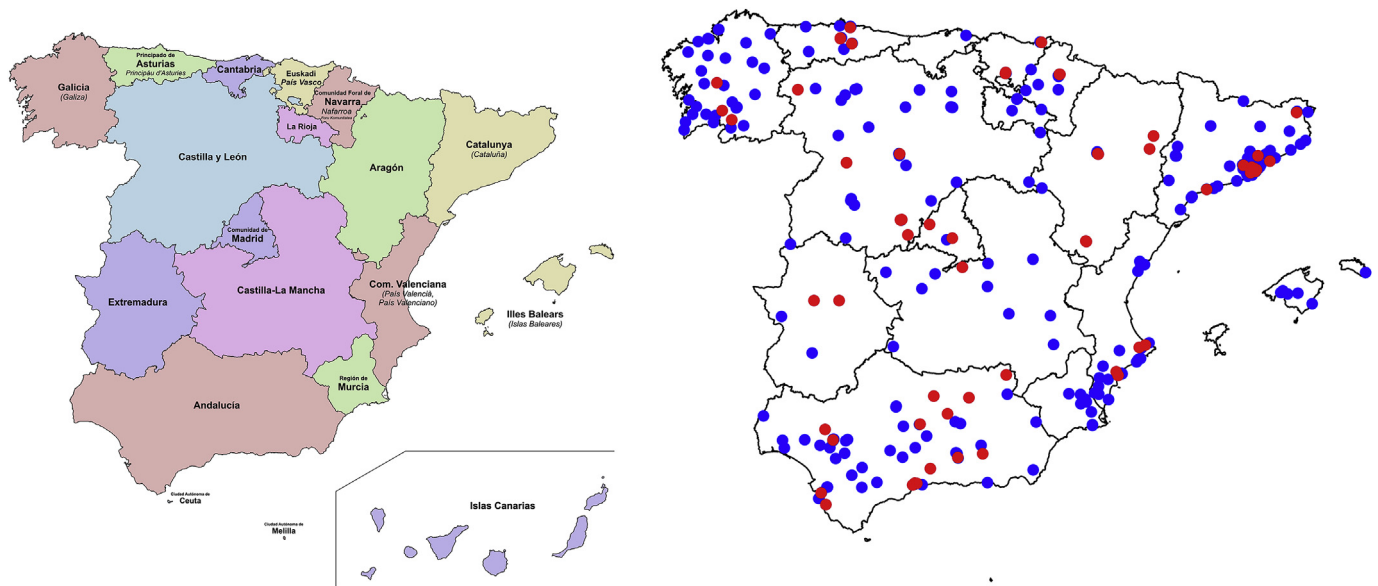 Galicia
(Galiza)
Principado de
Asturias
Principáu d'Asturies
Cantabria
Euskadi
País Vasco
Comunidad Foral de
Navarra
Nafarroa
La Rioja
Castilla y León
Aragón
Catalunya
(Cataluña)
Comunidad de
Madrid
Extremadura
Castilla-La Mancha
Com. Valenciana
(País Valencià,
País Valenciano)
Illes Balears
(Islas Baleares)
Región de
Murcia
Andalucía
Ciudad Autónoma de
Ceuta
Ciudad Autónoma de
Melilla
Islas Canarias